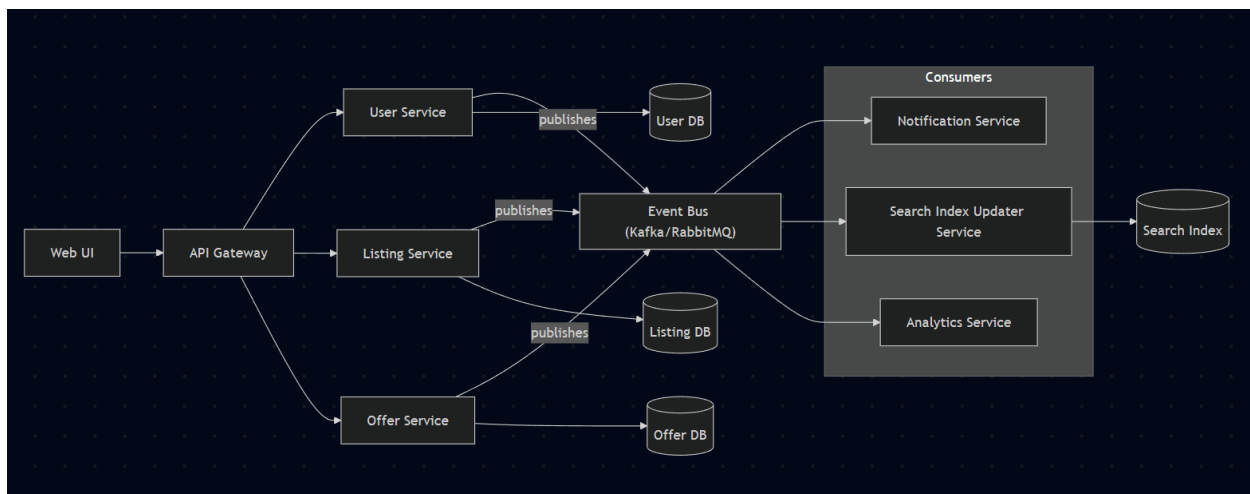 Consumers
User Service
publishes
User DB
Notification Service
publishes
Event Bus
(Kafka/RabbitMQ)
Search Index Updater
Service
Search Index
Web UI
API Gateway
Listing Service
publishes
Listing DB
Analytics Service
Offer Service
Offer DB